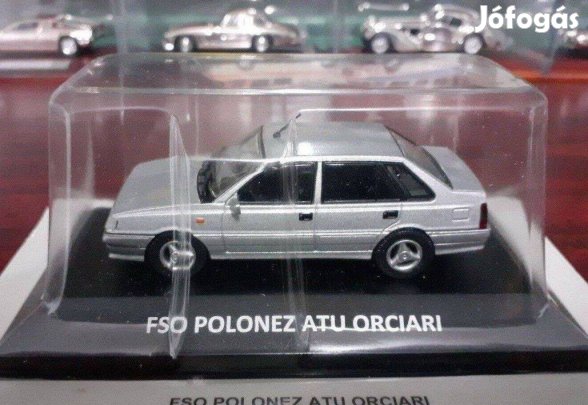 Jófogás
FSO POLONEZ ATU ORCIARI
FSO POLONEZ ATU ORCIARI